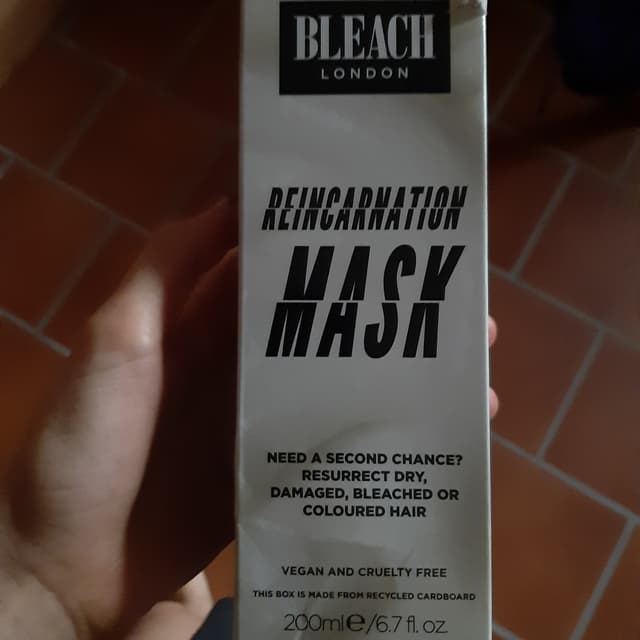 BLEACH
LONDON
REINCARNATION
MASK
NEED A SECOND CHANCE?
RESURRECT DRY,
DAMAGED, BLEACHED OR
COLOURED HAIR
VEGAN AND CRUELTY FREE
THIS BOX IS MADE FROM RECYCLED CARDBOARD
200ml e/6.7 fl. oz.